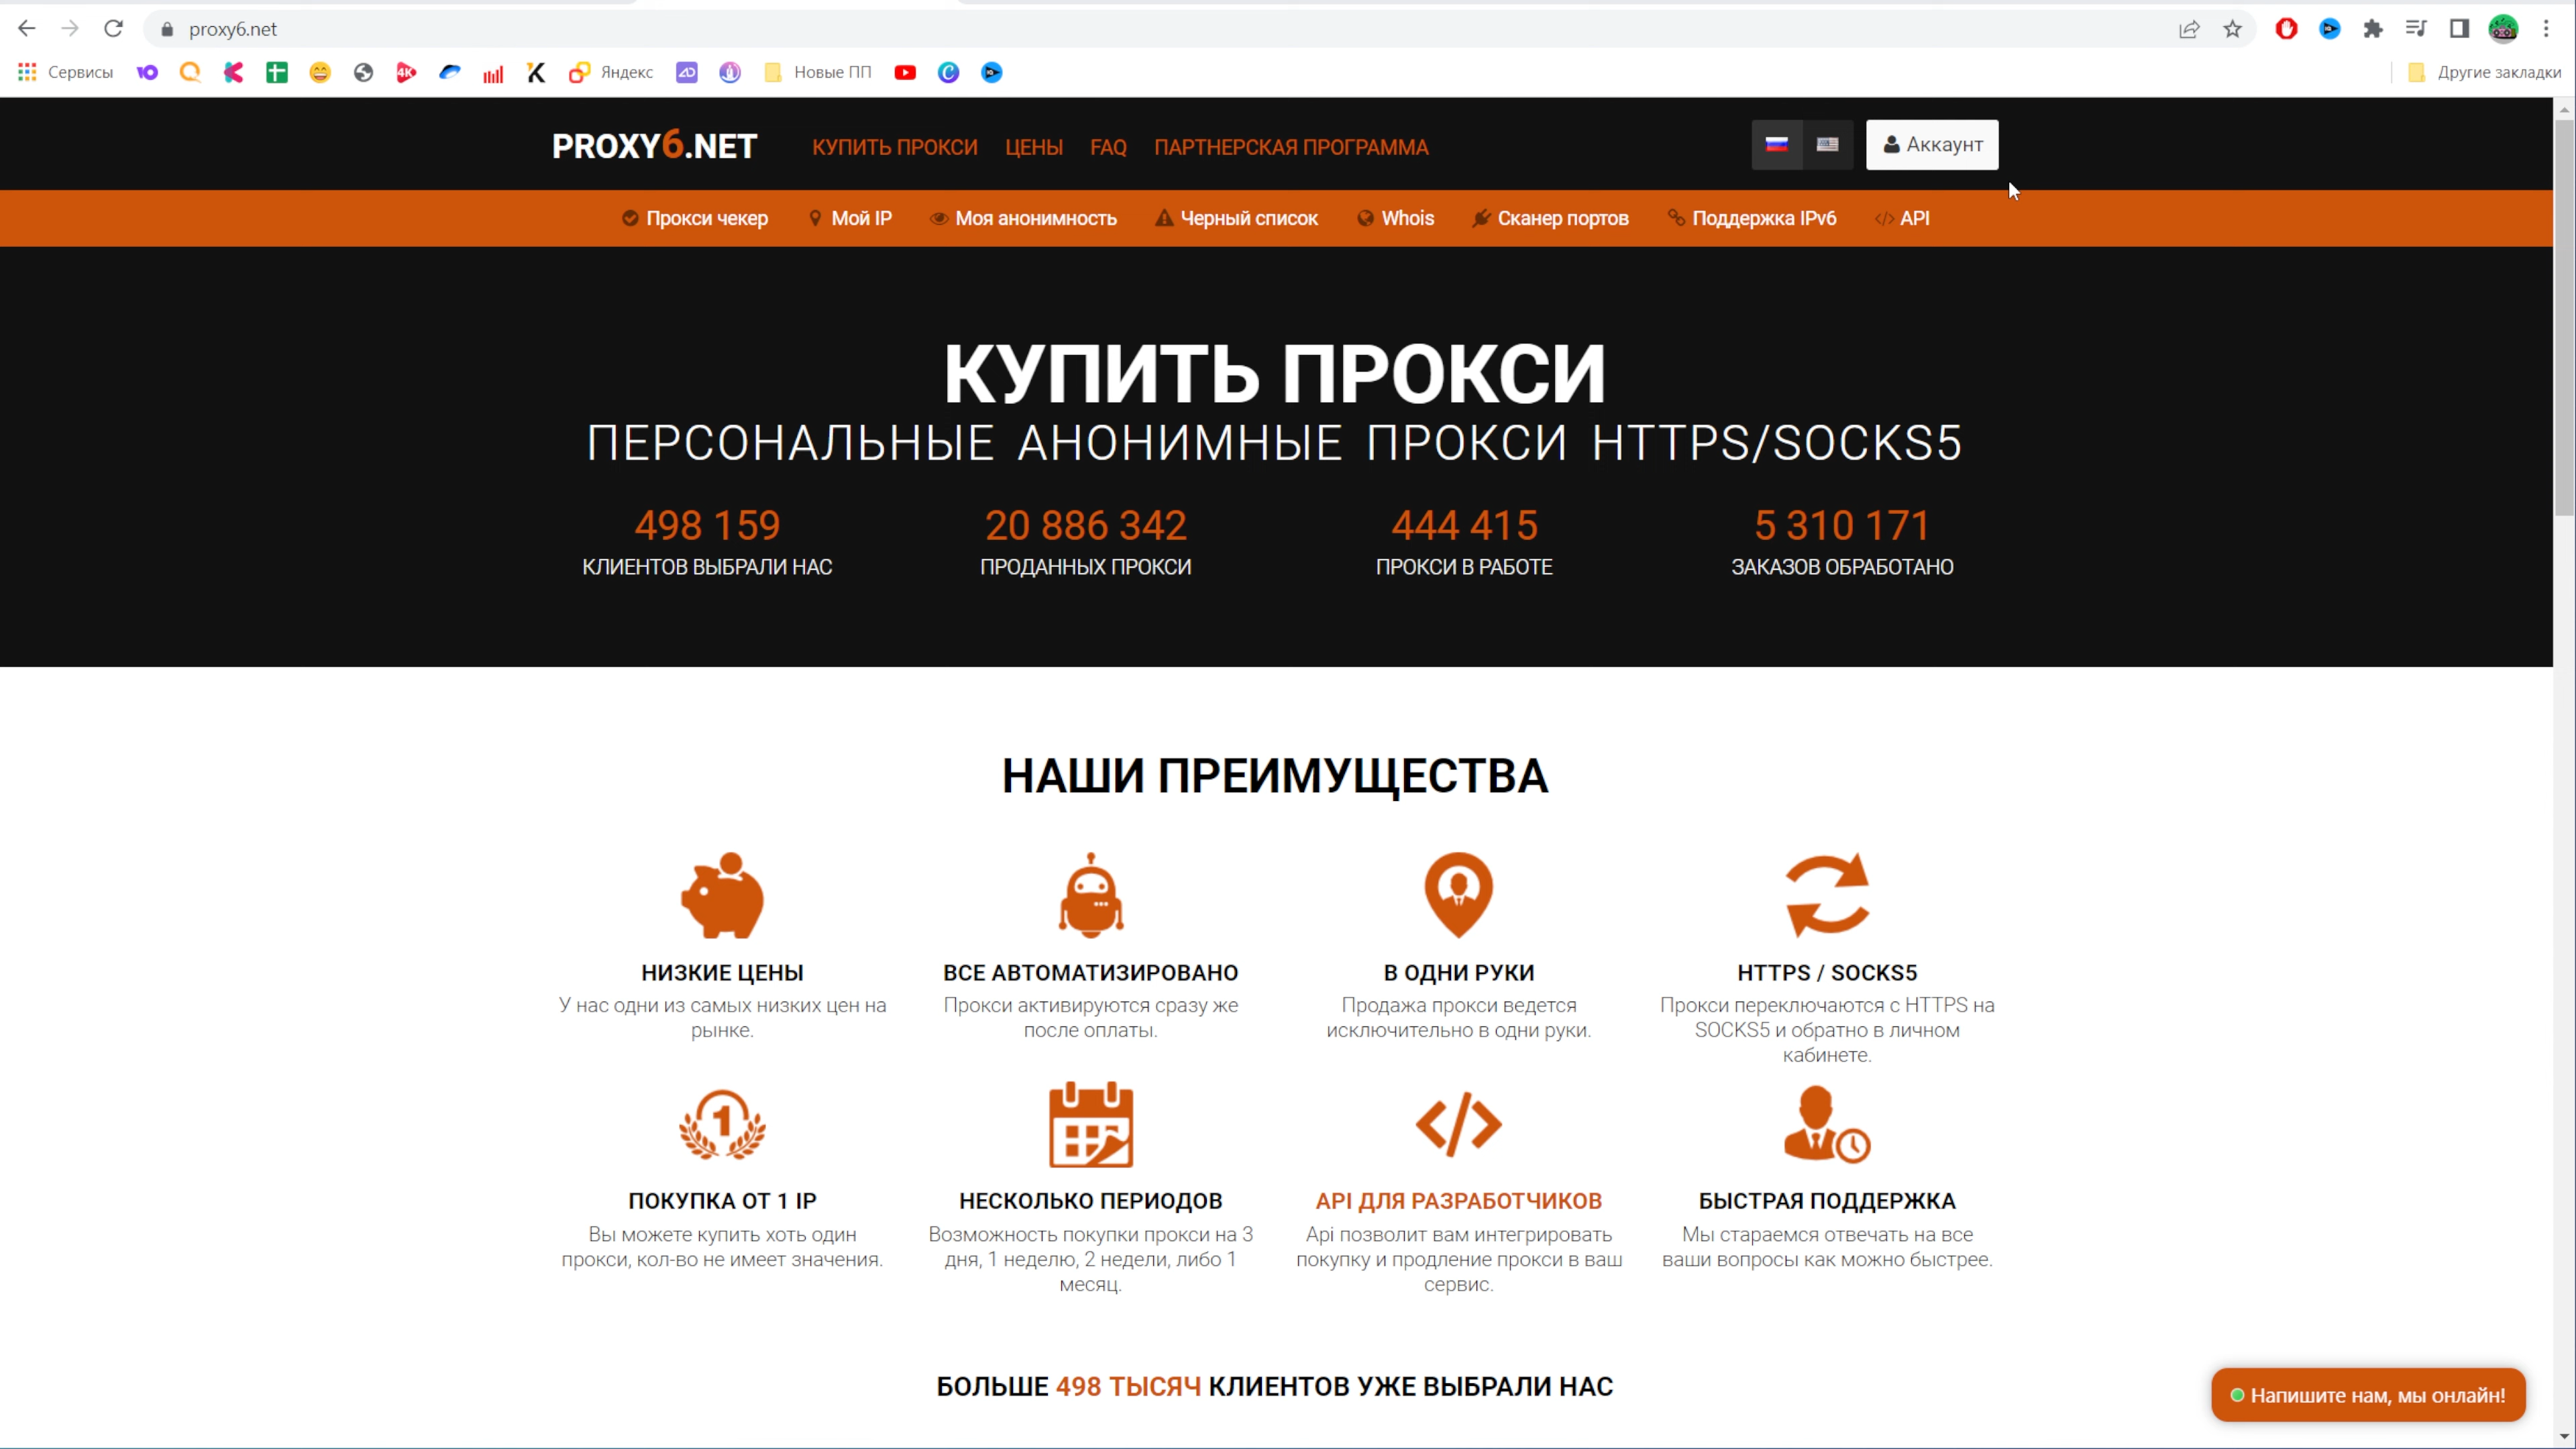 proxy6.net
Сервисы
Яндекс
Новые ПП
Другие закладки
PROXY6.NET
КУПИТЬ ПРОКСИ
ЦЕНЫ
FAQ
ПАРТНЕРСКАЯ ПРОГРАММА
Аккаунт
Прокси чекер
Мой IP
Моя анонимность
Черный список
Whois
Сканер портов
Поддержка IPv6
</> API
КУПИТЬ ПРОКСИ
ПЕРСОНАЛЬНЫЕ АНОНИМНЫЕ ПРОКСИ HTTPS/SOCKS5
498 159
КЛИЕНТОВ ВЫБРАЛИ НАС
20 886 342
ПРОДАННЫХ ПРОКСИ
444 415
ПРОКСИ В РАБОТЕ
5 310 171
ЗАКАЗОВ ОБРАБОТАНО
НАШИ ПРЕИМУЩЕСТВА
НИЗКИЕ ЦЕНЫ
У нас одни из самых низких цен на
рынке.
ВСЕ АВТОМАТИЗИРОВАНО
Прокси активируются сразу же
после оплаты.
В ОДНИ РУКИ
Продажа прокси ведется
исключительно в одни руки.
HTTPS / SOCKS5
Прокси переключаются с HTTPS на
SOCKS5 и обратно в личном
кабинете.
1
ПОКУПКА ОТ 1 IP
Вы можете купить хоть один
прокси, кол-во не имеет значения.
НЕСКОЛЬКО ПЕРИОДОВ
Возможность покупки прокси на 3
дня, 1 неделю, 2 недели, либо 1
месяц.
</>
API ДЛЯ РАЗРАБОТЧИКОВ
Api позволит вам интегрировать
покупку и продление прокси в ваш
сервис.
БЫСТРАЯ ПОДДЕРЖКА
Мы стараемся отвечать на все
ваши вопросы как можно быстрее.
БОЛЬШЕ 498 ТЫСЯЧ КЛИЕНТОВ УЖЕ ВЫБРАЛИ НАС
Напишите нам, мы онлайн!